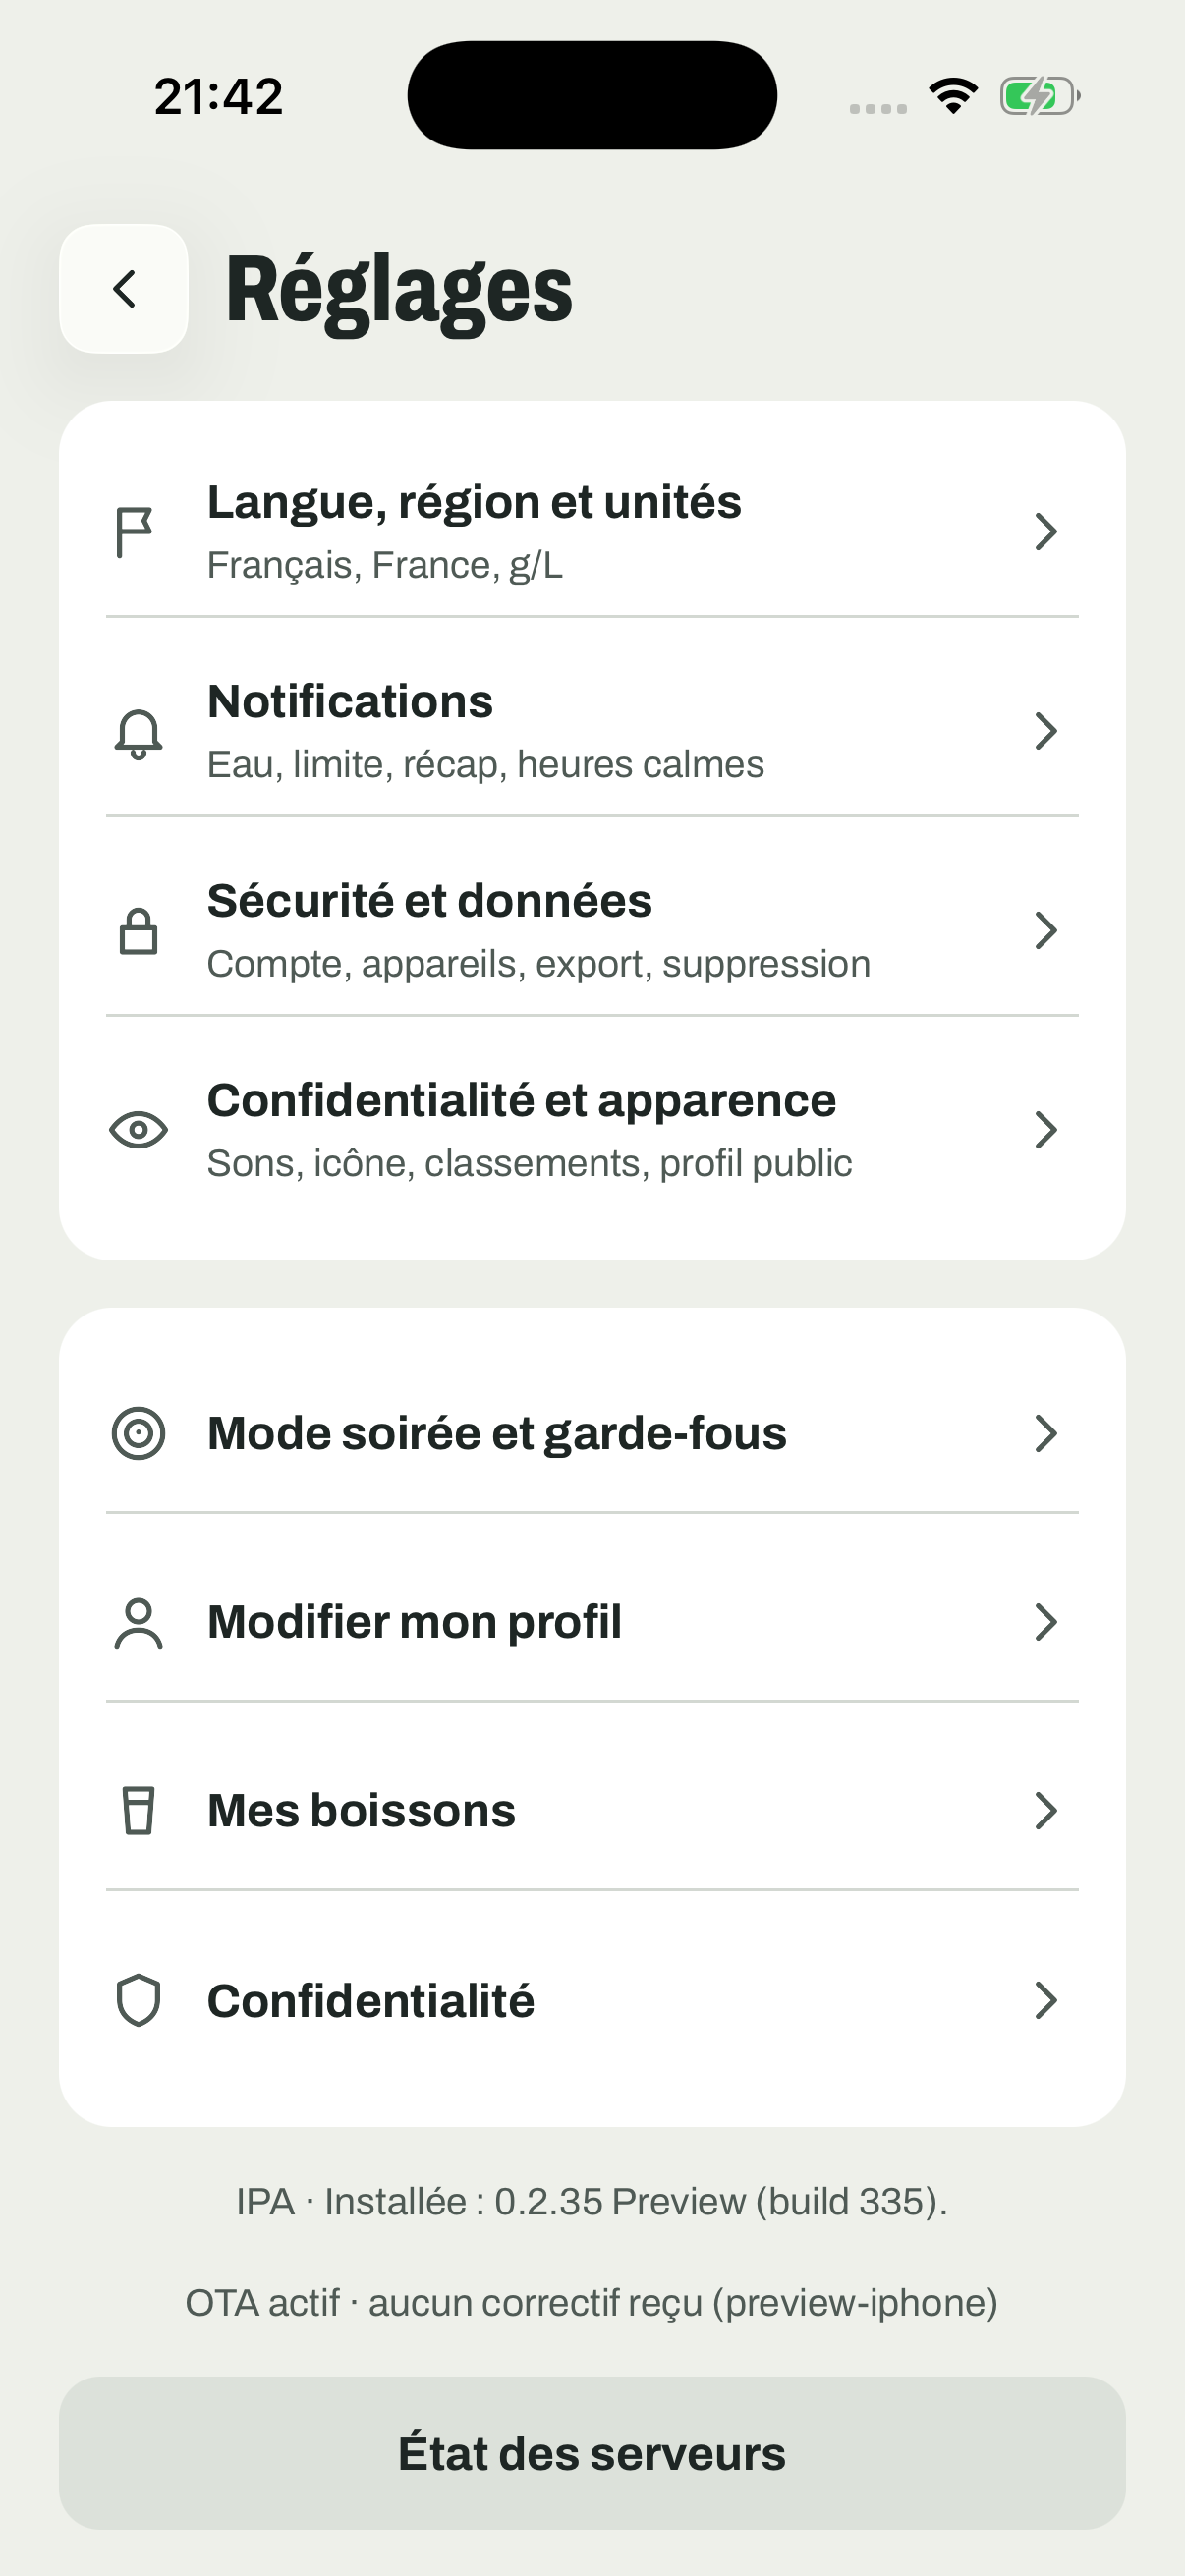 21:42
Réglages
Langue, région et unités
Français, France, g/L
Notifications
Eau, limite, récap, heures calmes
Sécurité et données
Compte, appareils, export, suppression
Confidentialité et apparence
Sons, icône, classements, profil public
Mode soirée et garde-fous
Modifier mon profil
Mes boissons
Confidentialité
IPA · Installée : 0.2.35 Preview (build 335).
OTA actif · aucun correctif reçu (preview-iphone)
État des serveurs